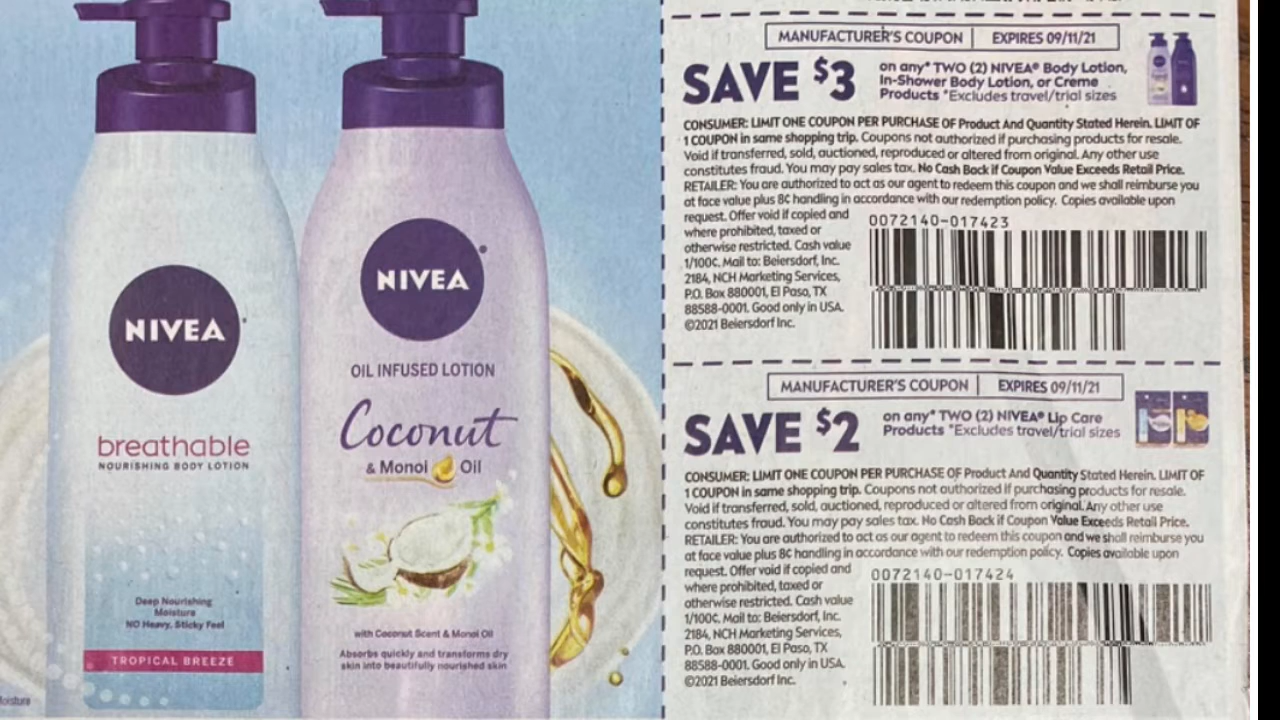 NIVEA
breathable
NOURISHING BODY LOTION
Deep Nourishing
Moisture
NO Heavy, Sticky Feel
TROPICAL BREEZE
NIVEA
OIL INFUSED LOTION
Coconut
& Monoi Oil
with Coconut Scent & Monoi Oil
Absorbs quickly and transforms dry
skin into beautifully nourished skin
Moisture
MANUFACTURER'S COUPON | EXPIRES 09/11/21
SAVE $3
on any* TWO (2) NIVEA® Body Lotion,
In-Shower Body Lotion, or Creme
Products *Excludes travel/trial sizes
CONSUMER: LIMIT ONE COUPON PER PURCHASE OF Product And Quantity Stated Herein. LIMIT OF
1 COUPON in same shopping trip. Coupons not authorized if purchasing products for resale.
Void if transferred, sold, auctioned, reproduced or altered from original. Any other use
constitutes fraud. You may pay sales tax. No Cash Back if Coupon Value Exceeds Retail Price.
RETAILER: You are authorized to act as our agent to redeem this coupon and we shall reimburse you
at face value plus 8¢ handling in accordance with our redemption policy. Copies available upon
request. Offer void if copied and
where prohibited, taxed or
otherwise restricted. Cash value
1/100¢. Mail to: Beiersdorf, Inc.
2184, NCH Marketing Services,
P.O. Box 880001, El Paso, TX
88588-0001. Good only in USA.
©2021 Beiersdorf Inc.
0072140-017423
MANUFACTURER'S COUPON | EXPIRES 09/11/21
SAVE $2
on any* TWO (2) NIVEA® Lip Care
Products *Excludes travel/trial sizes
CONSUMER: LIMIT ONE COUPON PER PURCHASE OF Product And Quantity Stated Herein. LIMIT OF
1 COUPON in same shopping trip. Coupons not authorized if purchasing products for resale.
Void if transferred, sold, auctioned, reproduced or altered from original. Any other use
constitutes fraud. You may pay sales tax. No Cash Back if Coupon Value Exceeds Retail Price.
RETAILER: You are authorized to act as our agent to redeem this coupon and we shall reimburse you
at face value plus 8¢ handling in accordance with our redemption policy. Copies available upon
request. Offer void if copied and
where prohibited, taxed or
otherwise restricted. Cash value
1/100¢. Mail to: Beiersdorf, Inc.
2184, NCH Marketing Services,
P.O. Box 880001, El Paso, TX
88588-0001. Good only in USA.
©2021 Beiersdorf Inc.
0072140-017424